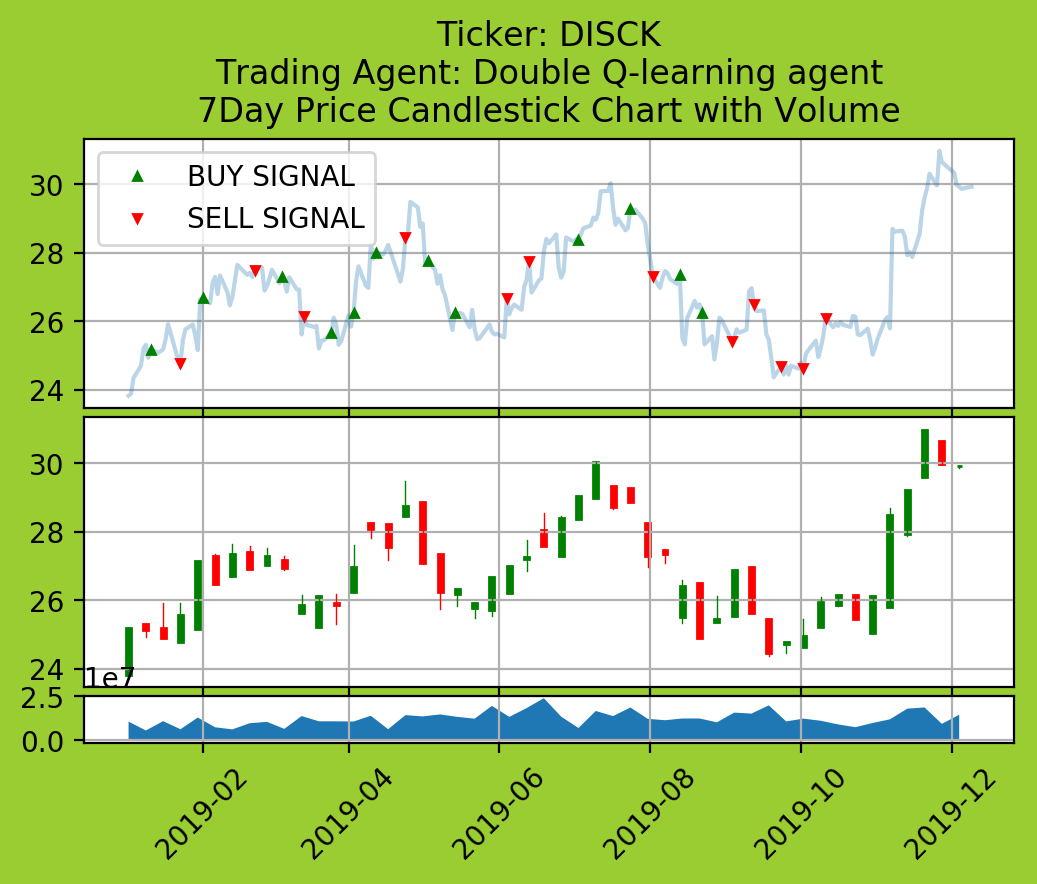 Ticker: DISCK
Trading Agent: Double Q-learning agent
7Day Price Candlestick Chart with Volume
BUY SIGNAL
SELL SIGNAL
30
28
26
24
30
28
26
24
1e7
2.5
0.0
2019-02
2019-04
2019-06
2019-08
2019-10
2019-12